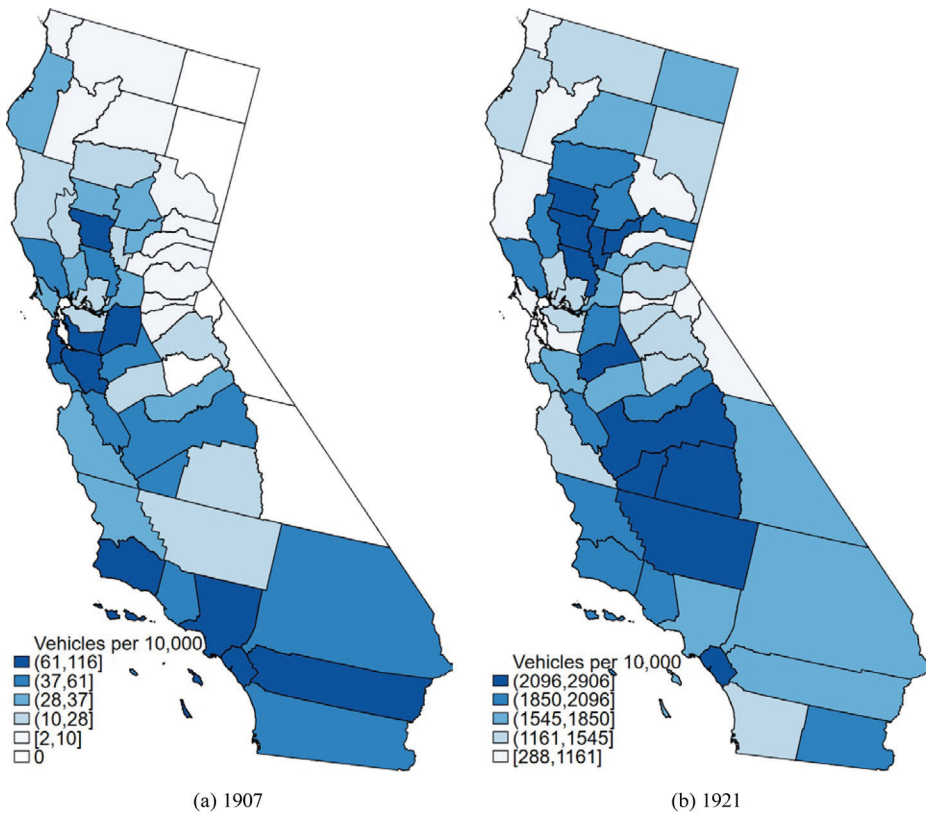 Vehicles per 10,000
(61,116]
(37,61]
(28,37]
(10,28]
[2,10]
0
(a) 1907
Vehicles per 10,000
(2096,2906]
(1850,2096]
(1545,1850]
(1161,1545]
[288,1161]
(b) 1921